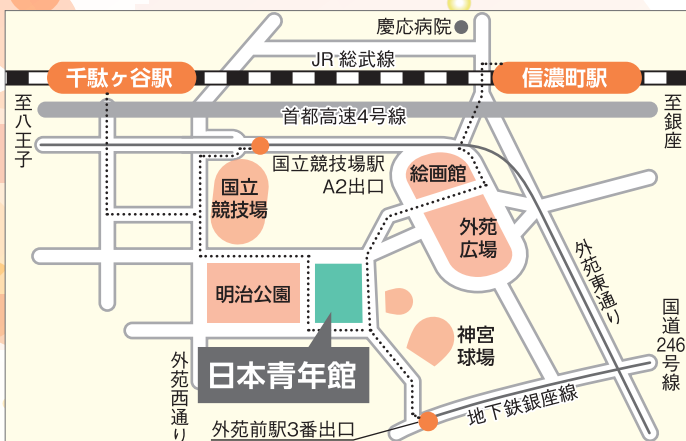 慶応病院
JR 総武線
千駄ヶ谷駅
信濃町駅
至八王子
首都高速4号線
至銀座
国立競技場駅
A2出口
絵画館
国立
競技場
外苑
広場
外苑東通り
明治公園
神宮
球場
国道246号線
日本青年館
外苑西通り
地下鉄銀座線
外苑前駅3番出口